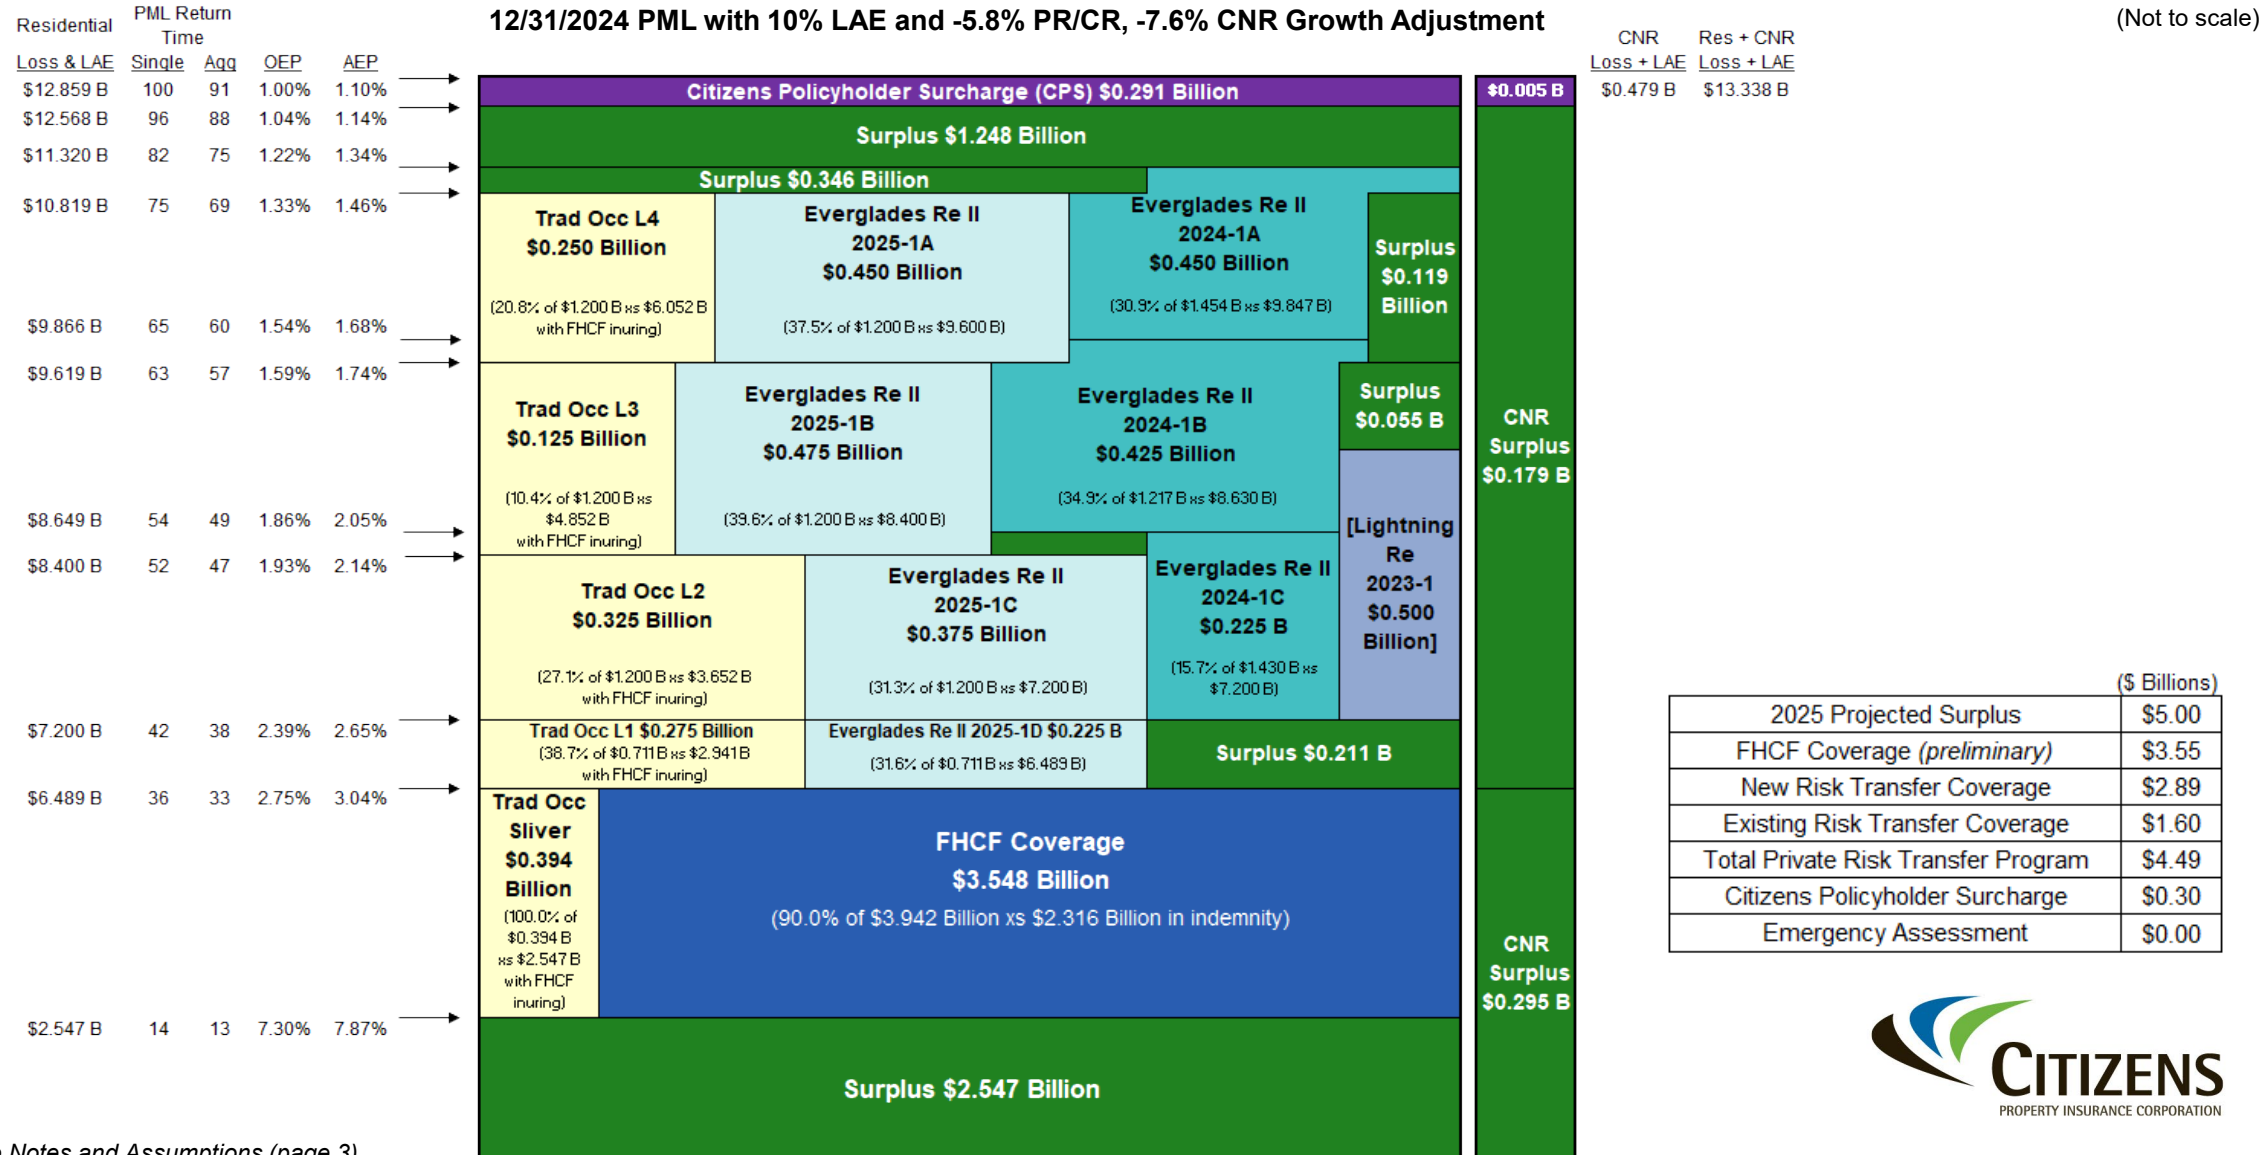 12/31/2024 PML with 10% LAE and -5.8% PR/CR, -7.6% CNR Growth Adjustment
(Not to scale)
Residential
PML Return
Time
Loss & LAE Single Agg OEP AEP
$12.859 B 100 91 1.00% 1.10%
$12.568 B 96 88 1.04% 1.14%
$11.320 B 82 75 1.22% 1.34%
$10.819 B 75 69 1.33% 1.46%
$9.866 B 65 60 1.54% 1.68%
$9.619 B 63 57 1.59% 1.74%
$8.649 B 54 49 1.86% 2.05%
$8.400 B 52 47 1.93% 2.14%
$7.200 B 42 38 2.39% 2.65%
$6.489 B 36 33 2.75% 3.04%
$2.547 B 14 13 7.30% 7.87%
CNR Res + CNR
Loss + LAE Loss + LAE
$0.479 B $13.338 B
Citizens Policyholder Surcharge (CPS) $0.291 Billion
$0.005 B
Surplus $1.248 Billion
Surplus $0.346 Billion
Trad Occ L4
$0.250 Billion
(20.8% of $1.200 B xs $6.052 B
with FHCF inuring)
Everglades Re II
2025-1A
$0.450 Billion
(37.5% of $1.200 B xs $9.600 B)
Everglades Re II
2024-1A
$0.450 Billion
(30.9% of $1.454 B xs $9.847 B)
Surplus
$0.119
Billion
Trad Occ L3
$0.125 Billion
(10.4% of $1.200 B xs
$4.852 B
with FHCF inuring)
Everglades Re II
2025-1B
$0.475 Billion
(39.6% of $1.200 B xs $8.400 B)
Everglades Re II
2024-1B
$0.425 Billion
(34.9% of $1.217 B xs $8.630 B)
Surplus
$0.055 B
[Lightning
Re
2023-1
$0.500
Billion]
Trad Occ L2
$0.325 Billion
(27.1% of $1.200 B xs $3.652 B
with FHCF inuring)
Everglades Re II
2025-1C
$0.375 Billion
(31.3% of $1.200 B xs $7.200 B)
Everglades Re II
2024-1C
$0.225 B
(15.7% of $1.430 B xs
$7.200 B)
Trad Occ L1 $0.275 Billion
(38.7% of $0.711 B xs $2.941 B
with FHCF inuring)
Everglades Re II 2025-1D $0.225 B
(31.6% of $0.711 B xs $6.489 B)
Surplus $0.211 B
Trad Occ
Sliver
$0.394
Billion
(100.0% of
$0.394 B
xs $2.547 B
with FHCF
inuring)
FHCF Coverage
$3.548 Billion
(90.0% of $3.942 Billion xs $2.316 Billion in indemnity)
Surplus $2.547 Billion
CNR
Surplus
$0.179 B
CNR
Surplus
$0.295 B
($ Billions)
2025 Projected Surplus $5.00
FHCF Coverage (preliminary) $3.55
New Risk Transfer Coverage $2.89
Existing Risk Transfer Coverage $1.60
Total Private Risk Transfer Program $4.49
Citizens Policyholder Surcharge $0.30
Emergency Assessment $0.00
CITIZENS
PROPERTY INSURANCE CORPORATION
Notes and Assumptions (page 3)